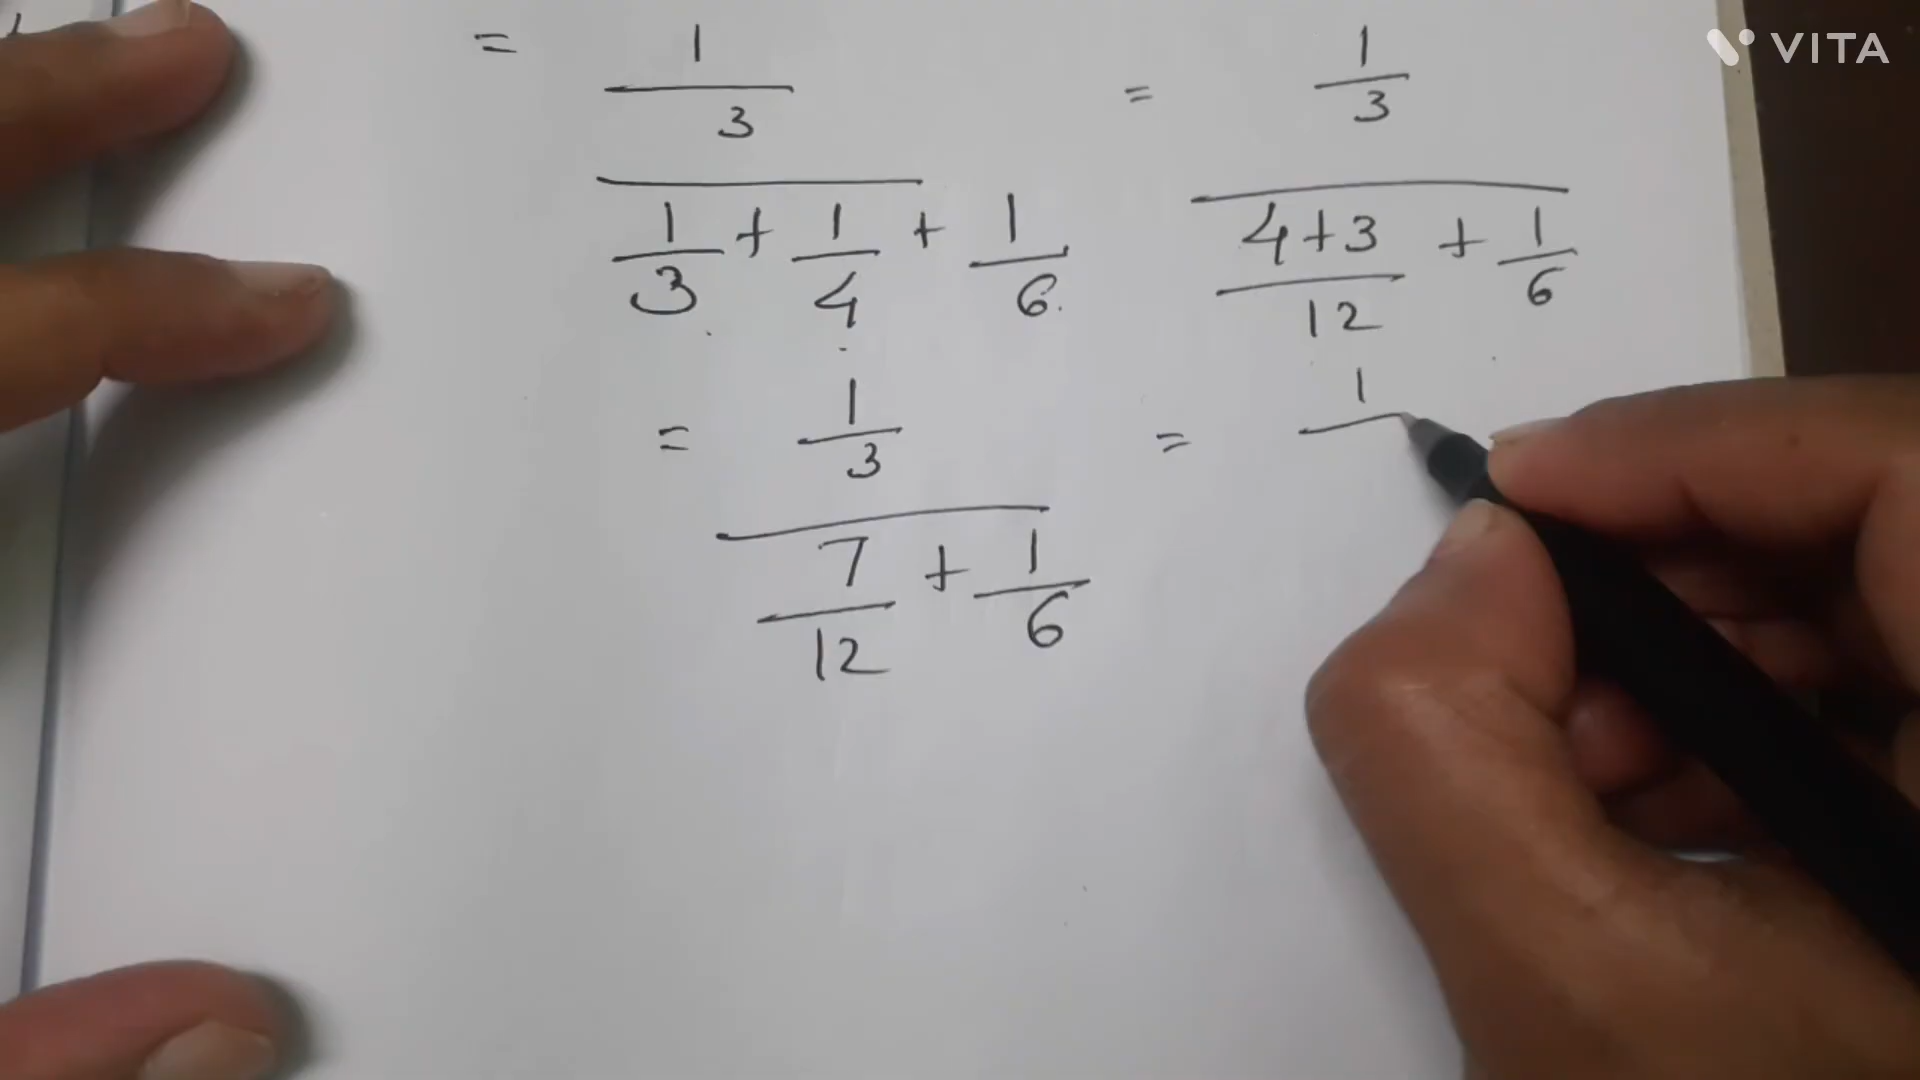 VITA
= 1/3 = 1/3
1/3 + 1/4 + 1/6 4+3/12 + 1/6
= 1/3 = 1
7/12 + 1/6